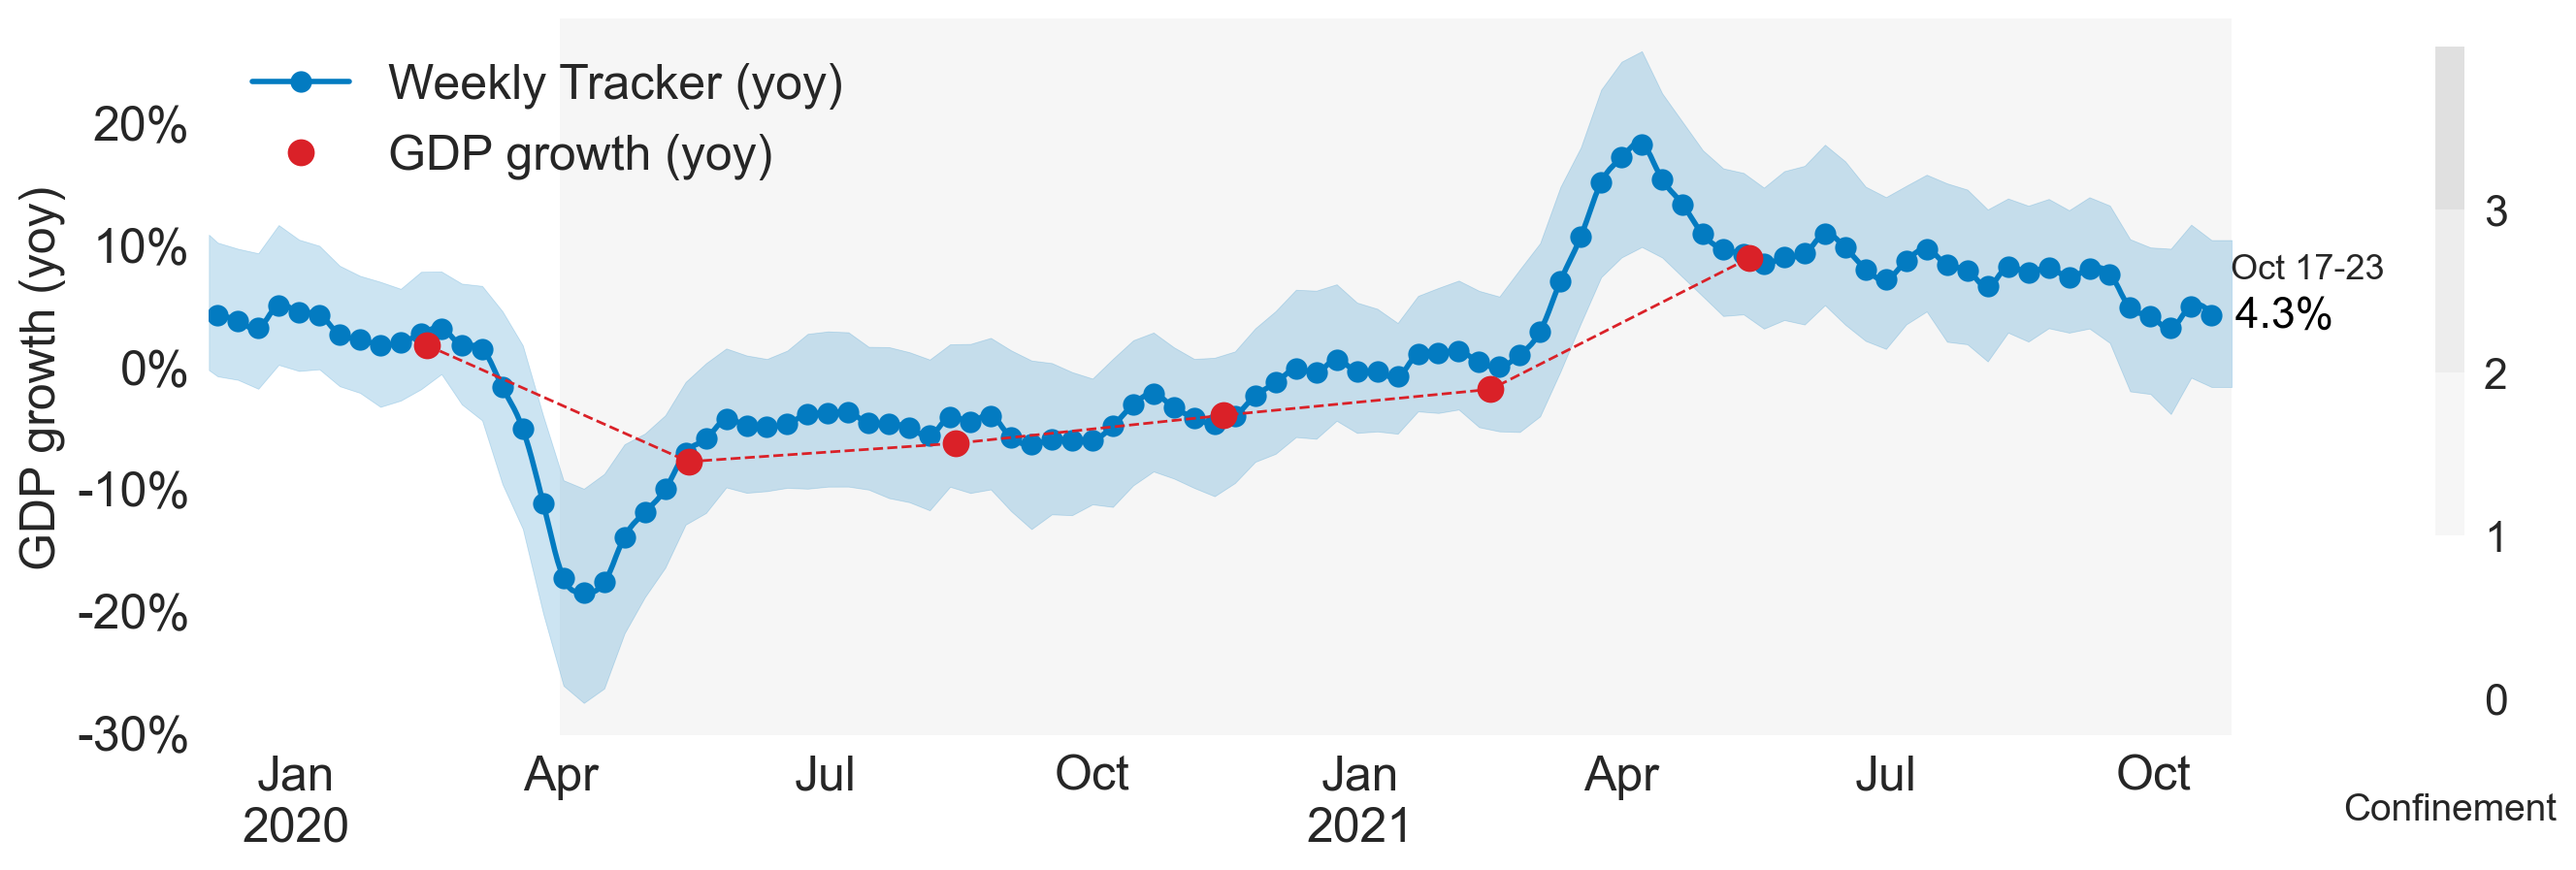 Weekly Tracker (yoy)
GDP growth (yoy)
GDP growth (yoy)
20%
10%
0%
-10%
-20%
-30%
Jan
2020
Apr
Jul
Oct
Jan
2021
Apr
Jul
Oct
Oct 17-23
4.3%
3
2
1
0
Confinement